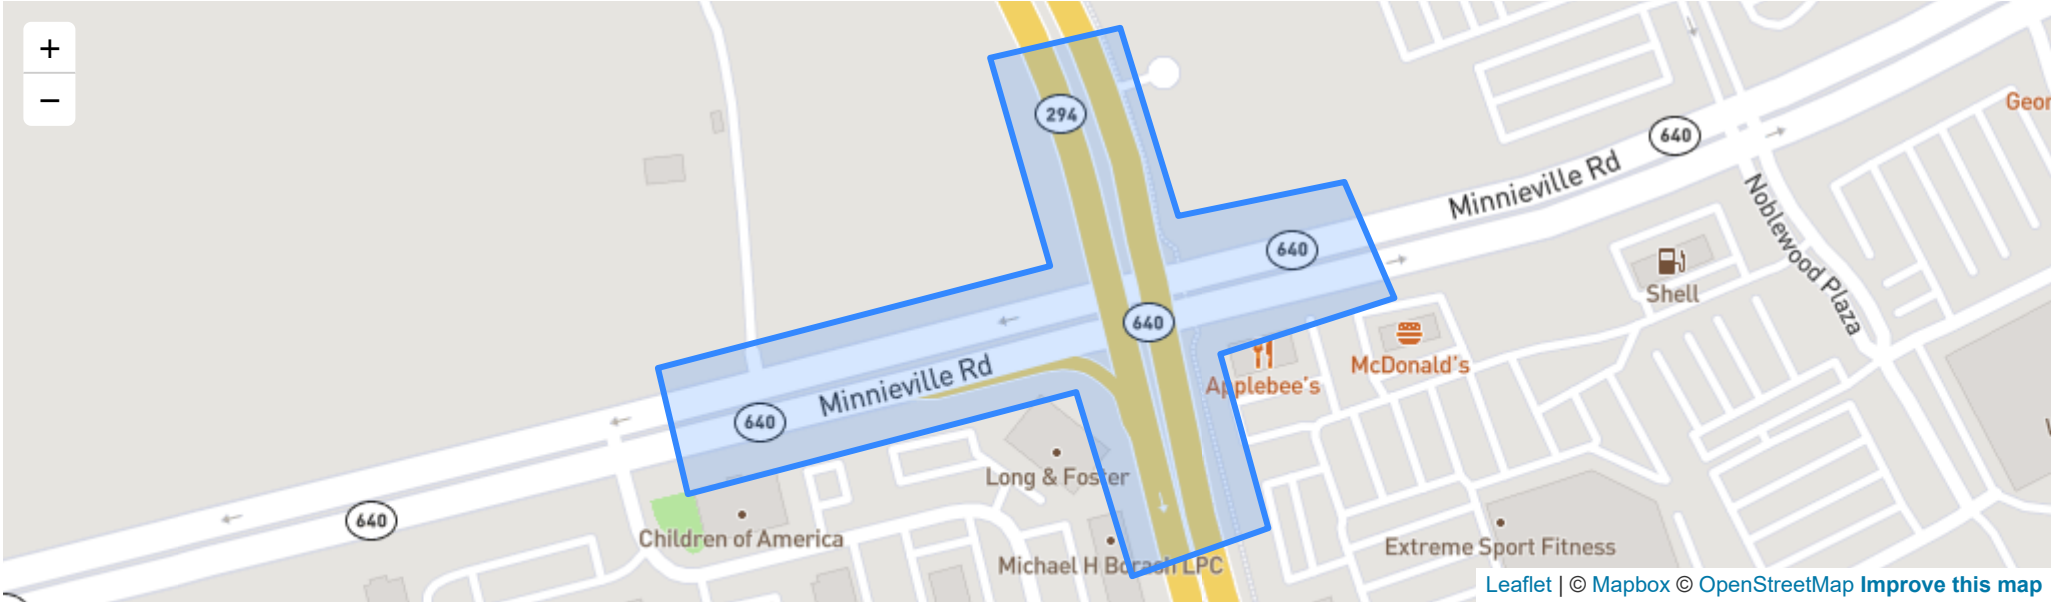 +
−
294
Geor
640
Minnieville Rd
Noblewood Plaza
640
Shell
640
McDonald's
Applebee's
Minnieville Rd
640
Long & Foster
640
Children of America
Extreme Sport Fitness
Michael H Borash LPC
Leaflet | © Mapbox © OpenStreetMap Improve this map